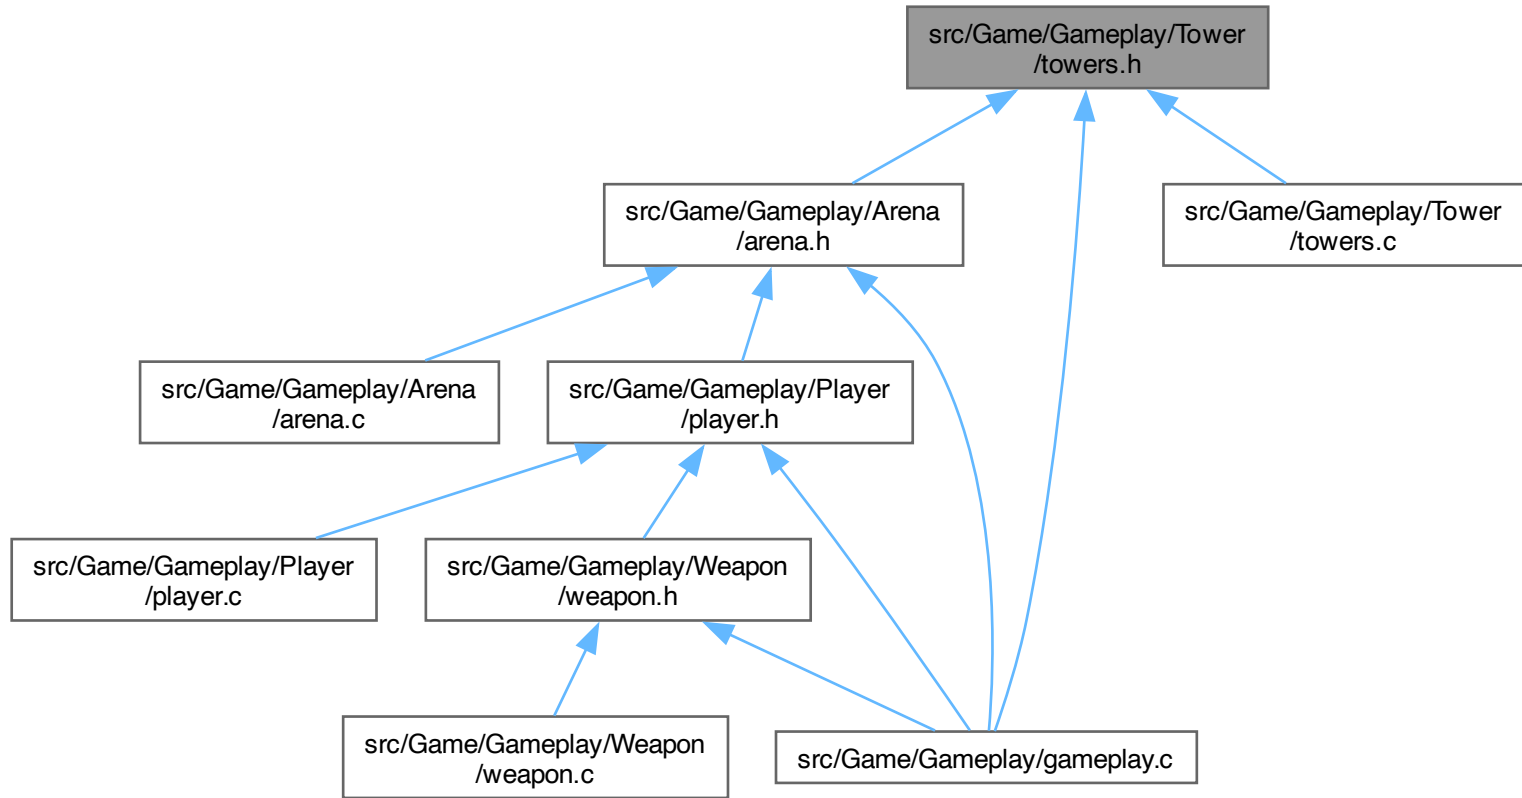 src/Game/Gameplay/Tower
/towers.h
src/Game/Gameplay/Arena
/arena.h
src/Game/Gameplay/Tower
/towers.c
src/Game/Gameplay/Arena
/arena.c
src/Game/Gameplay/Player
/player.h
src/Game/Gameplay/Player
/player.c
src/Game/Gameplay/Weapon
/weapon.h
src/Game/Gameplay/Weapon
/weapon.c
src/Game/Gameplay/gameplay.c